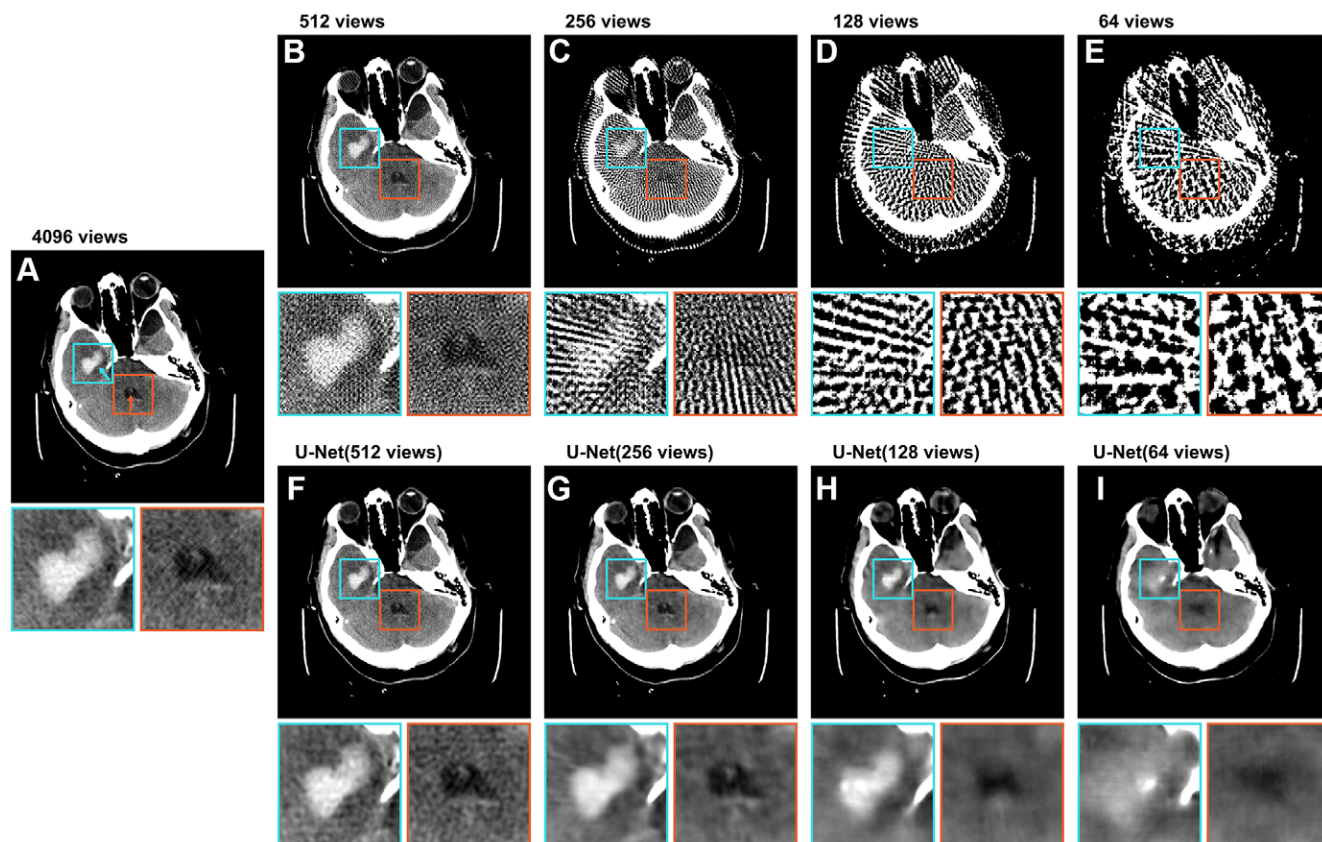 512 views
256 views
128 views
64 views
B
C
D
E
4096 views
A
U-Net(512 views)
U-Net(256 views)
U-Net(128 views)
U-Net(64 views)
F
G
H
I